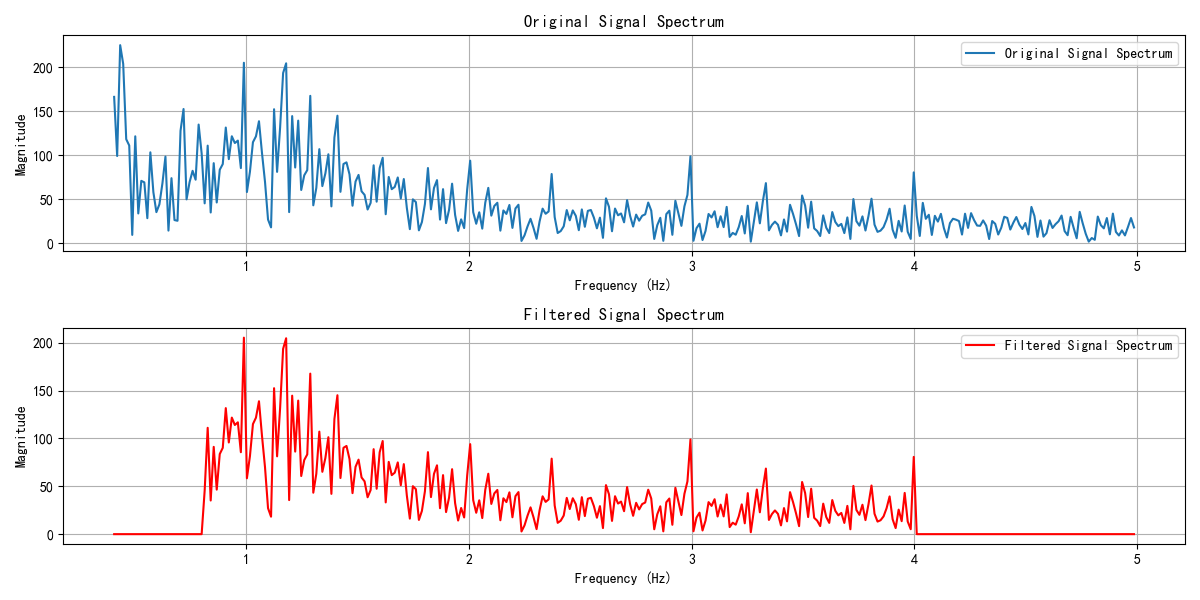 Original Signal Spectrum
Original Signal Spectrum
Magnitude
200
150
100
50
0
1 2 3 4 5
Frequency (Hz)
Filtered Signal Spectrum
Filtered Signal Spectrum
Magnitude
200
150
100
50
0
1 2 3 4 5
Frequency (Hz)